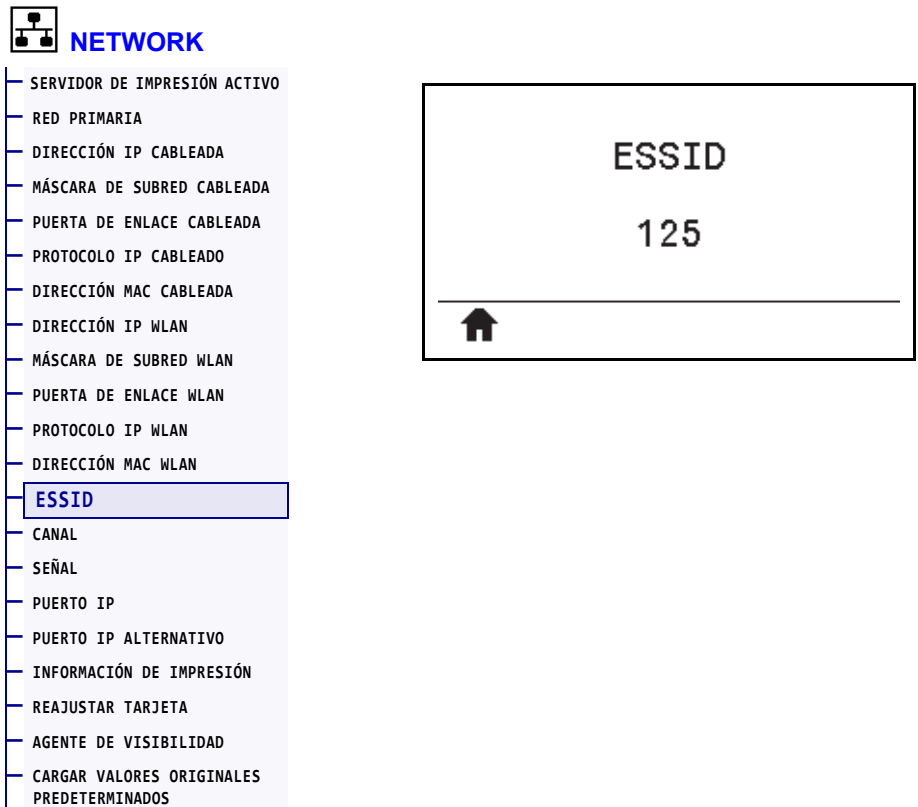 NETWORK
SERVIDOR DE IMPRESIÓN ACTIVO
RED PRIMARIA
DIRECCIÓN IP CABLEADA
MÁSCARA DE SUBRED CABLEADA
PUERTA DE ENLACE CABLEADA
PROTOCOLO IP CABLEADO
DIRECCIÓN MAC CABLEADA
DIRECCIÓN IP WLAN
MÁSCARA DE SUBRED WLAN
PUERTA DE ENLACE WLAN
PROTOCOLO IP WLAN
DIRECCIÓN MAC WLAN
ESSID
CANAL
SEÑAL
PUERTO IP
PUERTO IP ALTERNATIVO
INFORMACIÓN DE IMPRESIÓN
REAJUSTAR TARJETA
AGENTE DE VISIBILIDAD
CARGAR VALORES ORIGINALES
PREDETERMINADOS
ESSID
125